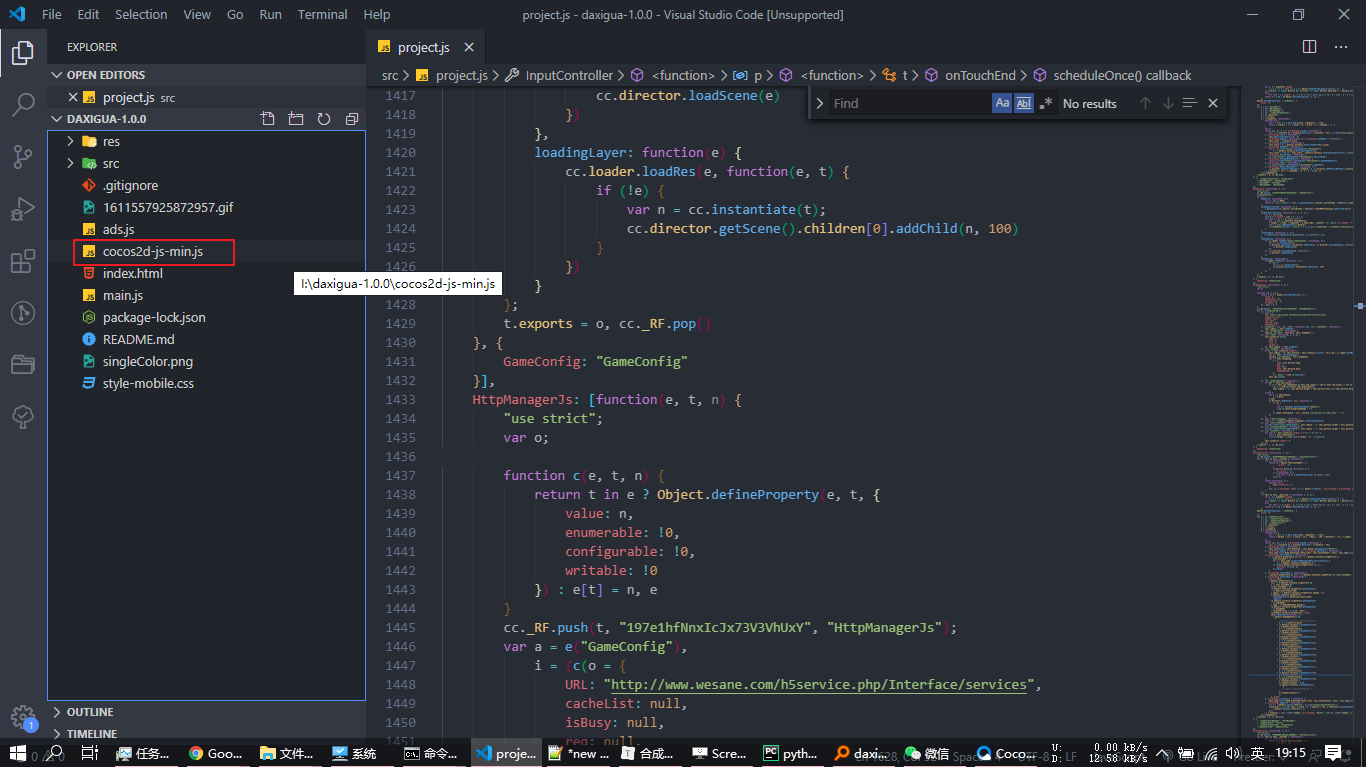 File Edit Selection View Go Run Terminal Help project.js - daxigua-1.0.0 - Visual Studio Code [Unsupported]
EXPLORER
OPEN EDITORS
project.js src
DAXIGUA-1.0.0
res
src
.gitignore
1611557925872957.gif
ads.js
cocos2d-js-min.js
index.html
main.js
package-lock.json
README.md
singleColor.png
style-mobile.css
OUTLINE
TIMELINE
1
I:\daxigua-1.0.0\cocos2d-js-min.js
project.js
src > project.js > InputController > <function> > p > <function> > t > onTouchEnd > scheduleOnce() callback
Find Aa Abl .* No results
1417 cc.director.loadScene(e)
1418 })
1419 },
1420 loadingLayer: function(e) {
1421 cc.loader.loadRes(e, function(e, t) {
1422 if (!e) {
1423 var n = cc.instantiate(t);
1424 cc.director.getScene().children[0].addChild(n, 100)
1425 }
1426 })
}
1428 };
1429 t.exports = o, cc._RF.pop()
1430 }, {
1431 GameConfig: "GameConfig"
1432 }],
1433 HttpManagerJs: [function(e, t, n) {
1434 "use strict";
1435 var o;
1436
1437 function c(e, t, n) {
1438 return t in e ? Object.defineProperty(e, t, {
1439 value: n,
1440 enumerable: !0,
1441 configurable: !0,
1442 writable: !0
1443 }) : e[t] = n, e
1444 }
1445 cc._RF.push(t, "197e1hfNnxIcJx73V3VhUxY", "HttpManagerJs");
1446 var a = e("GameConfig"),
1447 i = (c(o = {
1448 URL: "http://www.wesane.com/h5service.php/Interface/services",
1449 cacheList: null,
1450 isBusy: null,
1451 req: null,
任务... Goo... 文件... 系统 命令... proje... *new ... 合成... Scre... pyth... daxi... 微信 Coco... U: 0.00 kB/s
D: 12.58 kB/s
英 19:15